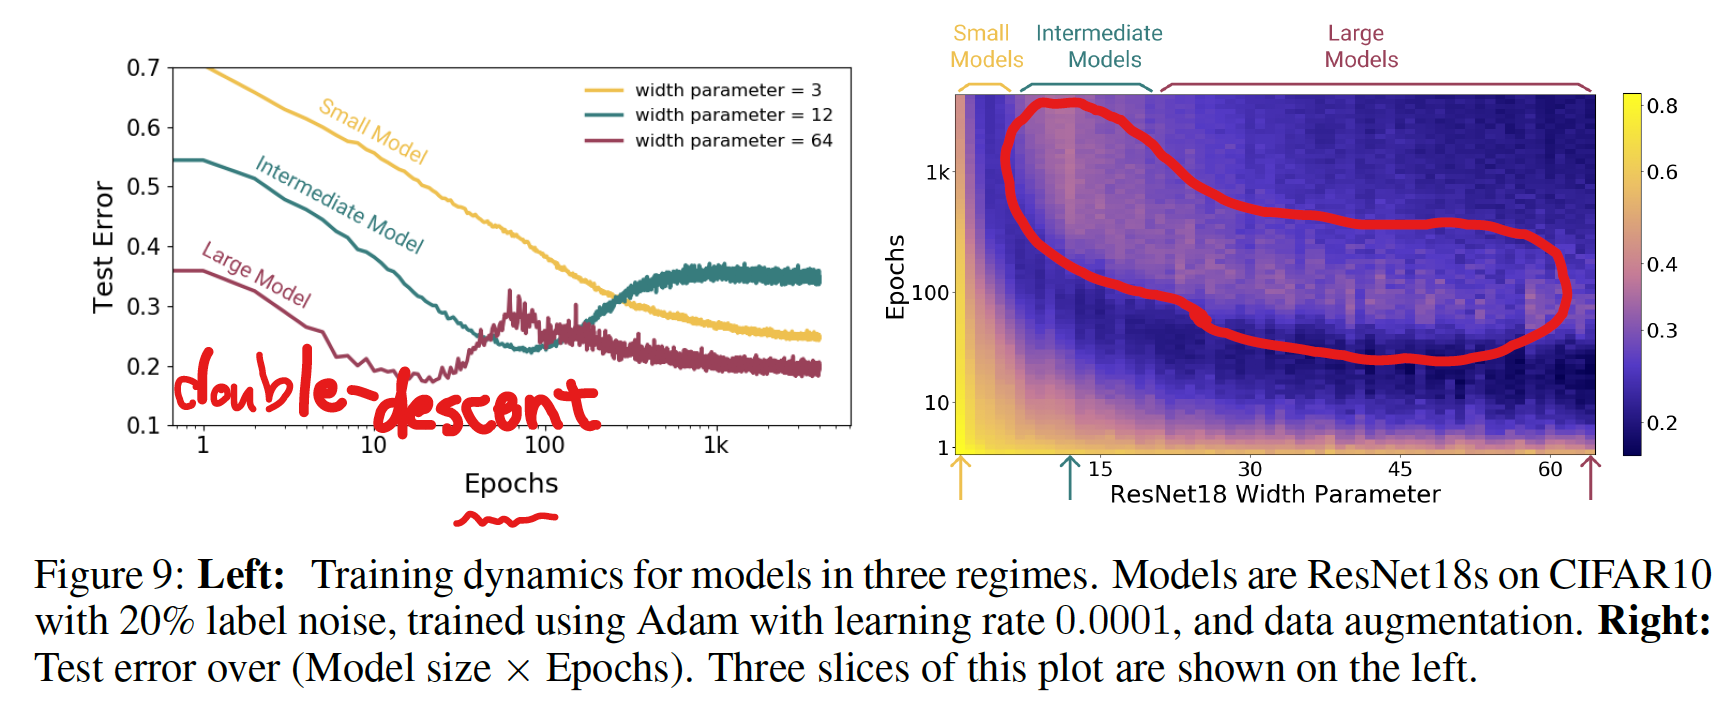 0.7
0.6
0.5
0.4
0.3
0.2
0.1
Test Error
Small Model
Intermediate Model
Large Model
width parameter = 3
width parameter = 12
width parameter = 64
double-descent
1
10
100
1k
Epochs
Small Models
Intermediate Models
Large Models
1k
100
10
1
Epochs
15
30
45
60
ResNet18 Width Parameter
0.8
0.6
0.4
0.3
0.2
Figure 9: Left: Training dynamics for models in three regimes. Models are ResNet18s on CIFAR10
with 20% label noise, trained using Adam with learning rate 0.0001, and data augmentation. Right:
Test error over (Model size × Epochs). Three slices of this plot are shown on the left.